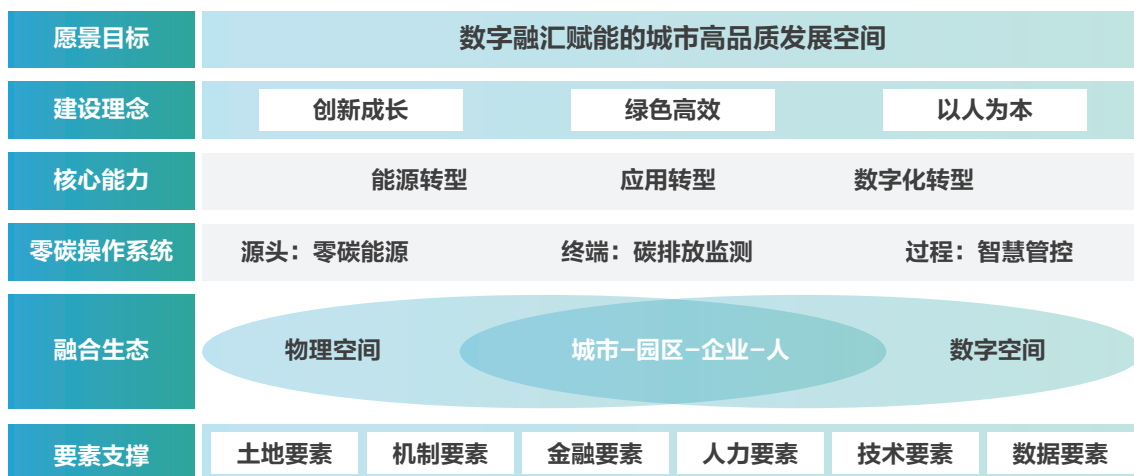 愿景目标 数字融汇赋能的城市高品质发展空间
建设理念 创新成长 绿色高效 以人为本
核心能力 能源转型 应用转型 数字化转型
零碳操作系统 源头：零碳能源 终端：碳排放监测 过程：智慧管控
融合生态 物理空间 城市–园区–企业–人 数字空间
要素支撑 土地要素 机制要素 金融要素 人力要素 技术要素 数据要素